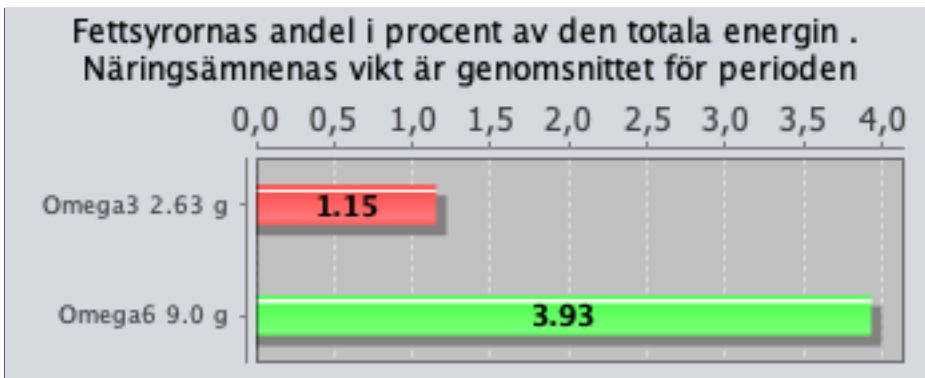 Fettsyrornas andel i procent av den totala energin .
Näringsämnenas vikt är genomsnittet för perioden
0,0 0,5 1,0 1,5 2,0 2,5 3,0 3,5 4,0
Omega3 2.63 g 1.15
Omega6 9.0 g 3.93